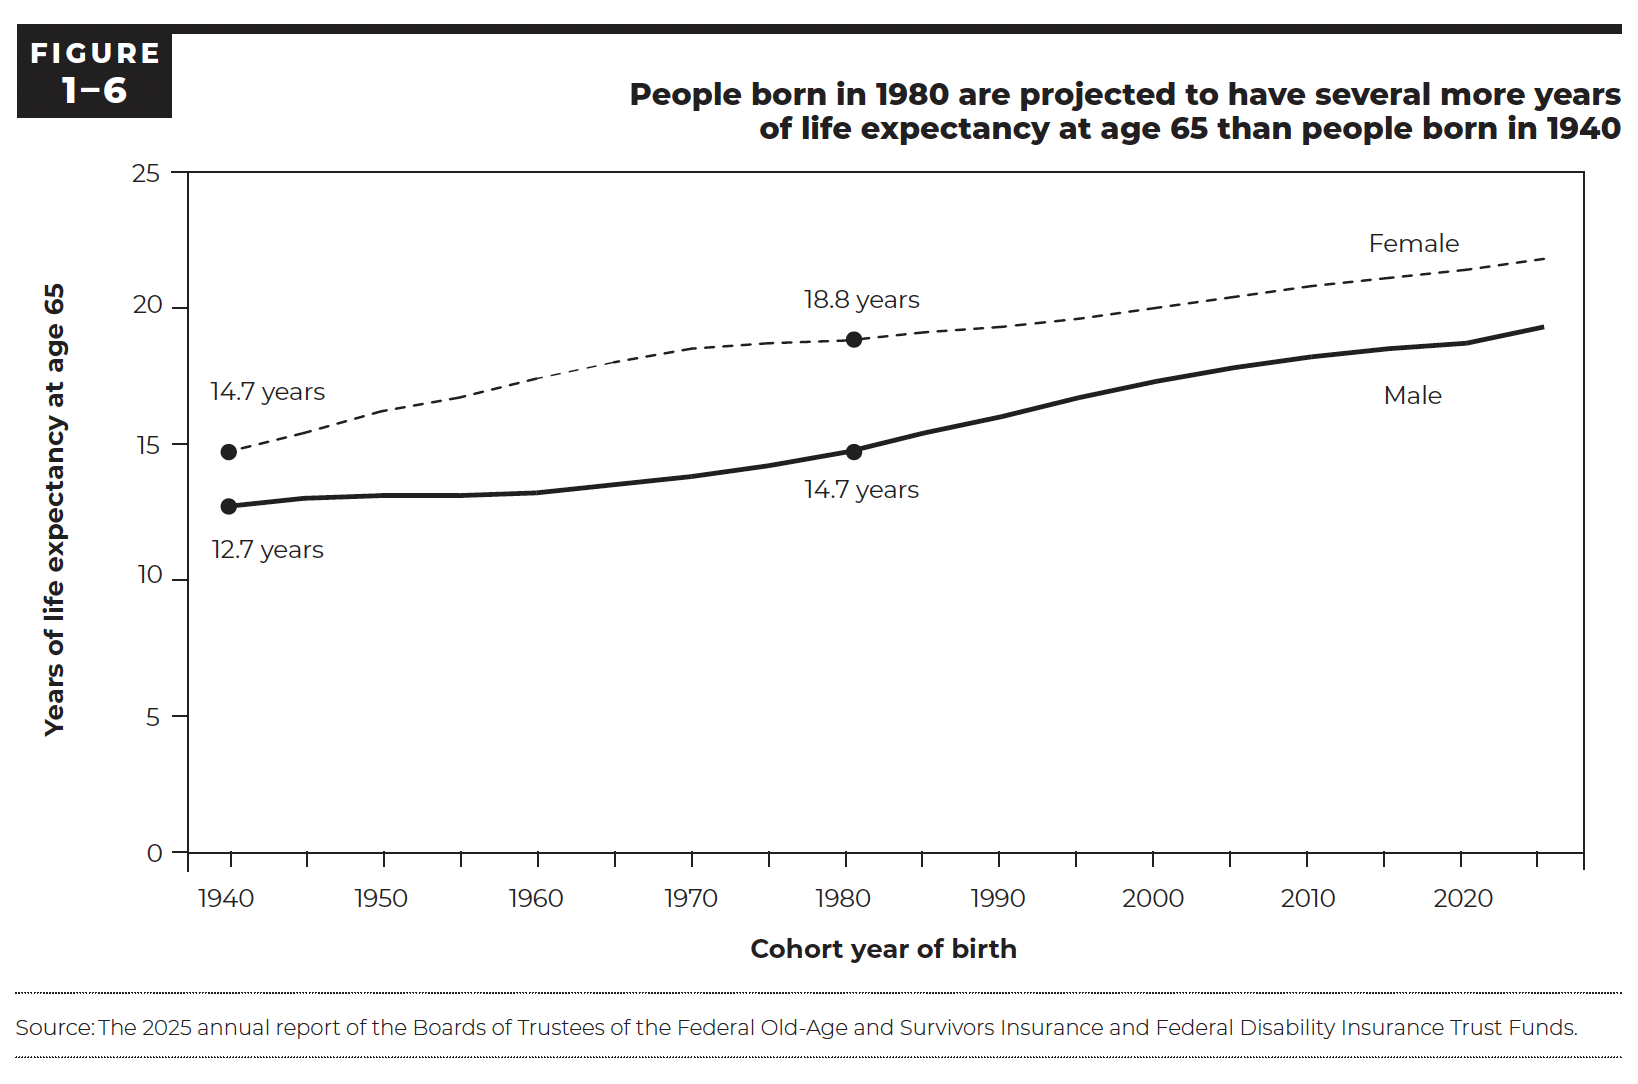 FIGURE
1–6
People born in 1980 are projected to have several more years
of life expectancy at age 65 than people born in 1940
Years of life expectancy at age 65
25
20
15
10
5
0
Female
18.8 years
14.7 years
Male
14.7 years
12.7 years
1940 1950 1960 1970 1980 1990 2000 2010 2020
Cohort year of birth
Source: The 2025 annual report of the Boards of Trustees of the Federal Old-Age and Survivors Insurance and Federal Disability Insurance Trust Funds.